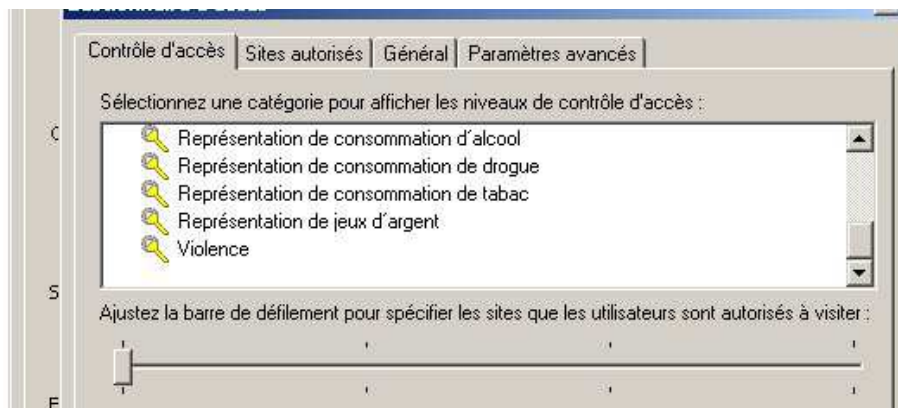 Contrôle d'accès Sites autorisés Général Paramètres avancés
Sélectionnez une catégorie pour afficher les niveaux de contrôle d'accès :
Représentation de consommation d´alcool
Représentation de consommation de drogue
Représentation de consommation de tabac
Représentation de jeux d´argent
Violence
Ajustez la barre de défilement pour spécifier les sites que les utilisateurs sont autorisés à visiter :